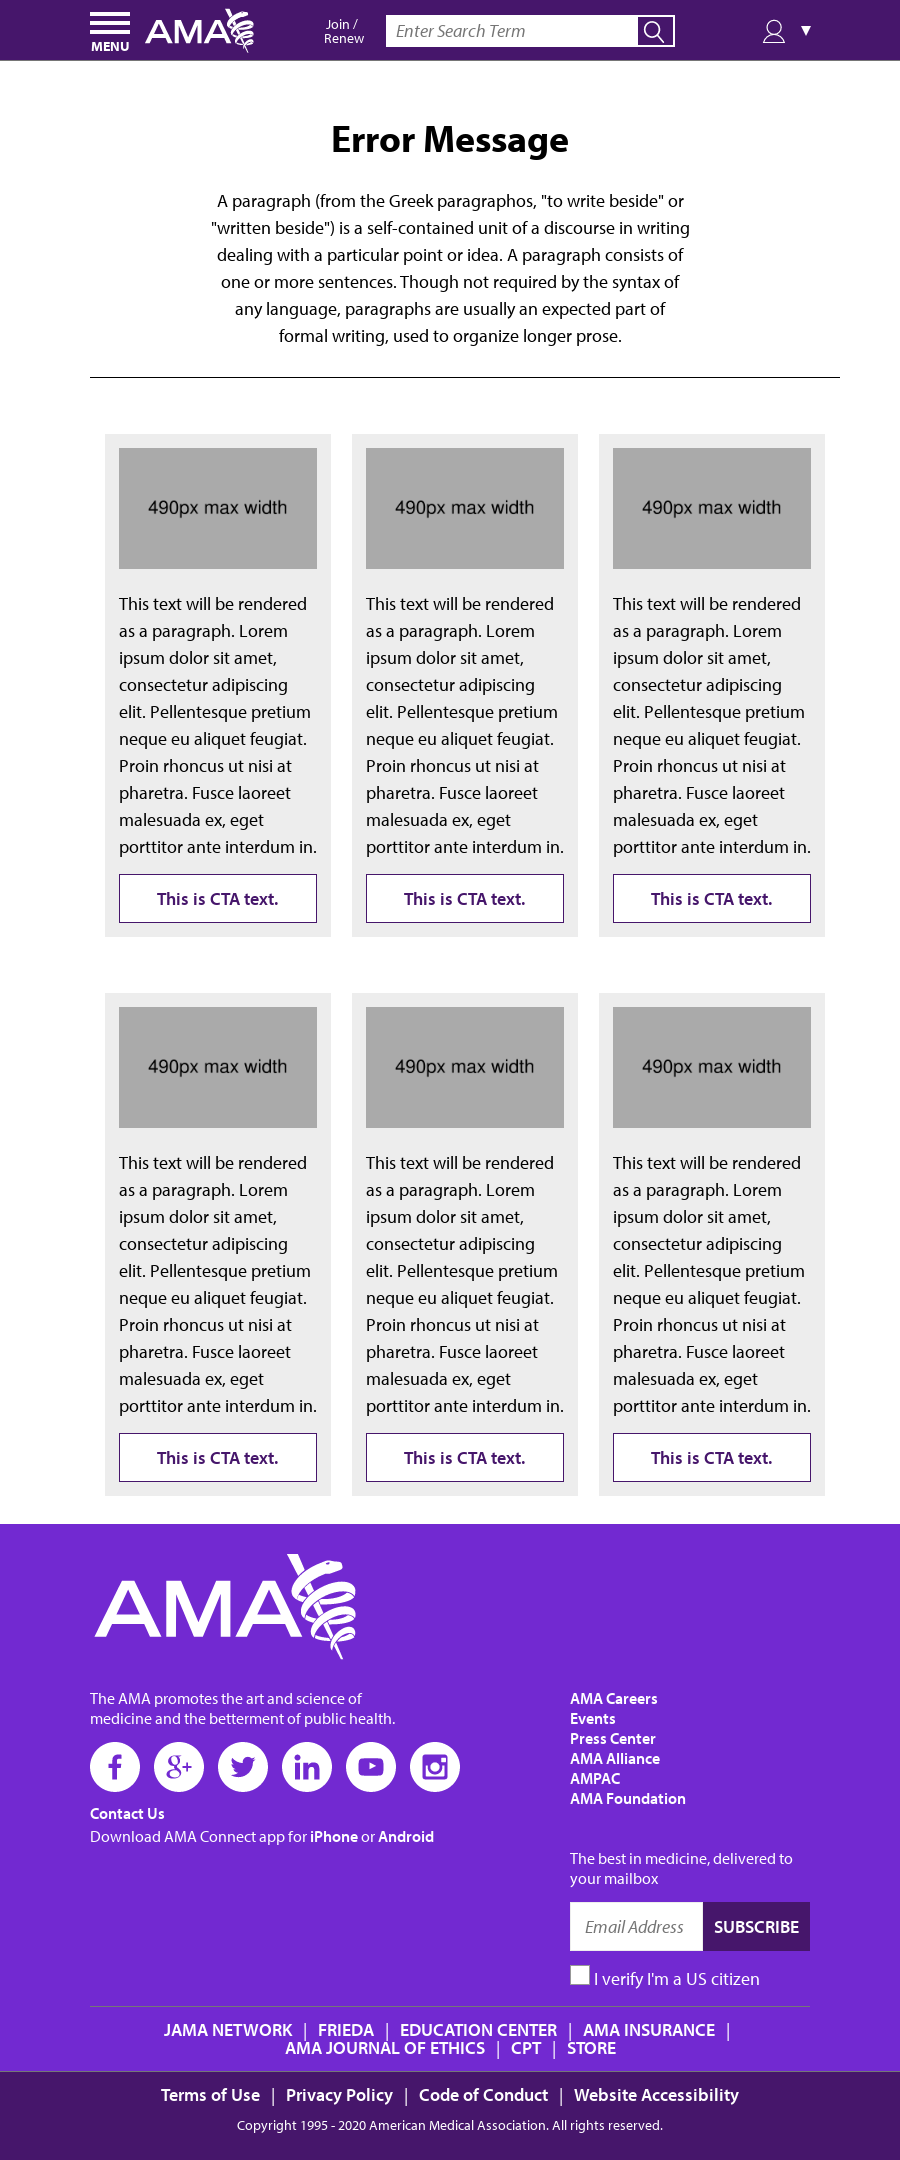 MENU
AMA
Join /
Renew
Enter Search Term
Error Message
A paragraph (from the Greek paragraphos, "to write beside" or
"written beside") is a self-contained unit of a discourse in writing
dealing with a particular point or idea. A paragraph consists of
one or more sentences. Though not required by the syntax of
any language, paragraphs are usually an expected part of
formal writing, used to organize longer prose.
490px max width
This text will be rendered
as a paragraph. Lorem
ipsum dolor sit amet,
consectetur adipiscing
elit. Pellentesque pretium
neque eu aliquet feugiat.
Proin rhoncus ut nisi at
pharetra. Fusce laoreet
malesuada ex, eget
porttitor ante interdum in.
This is CTA text.
490px max width
This text will be rendered
as a paragraph. Lorem
ipsum dolor sit amet,
consectetur adipiscing
elit. Pellentesque pretium
neque eu aliquet feugiat.
Proin rhoncus ut nisi at
pharetra. Fusce laoreet
malesuada ex, eget
porttitor ante interdum in.
This is CTA text.
490px max width
This text will be rendered
as a paragraph. Lorem
ipsum dolor sit amet,
consectetur adipiscing
elit. Pellentesque pretium
neque eu aliquet feugiat.
Proin rhoncus ut nisi at
pharetra. Fusce laoreet
malesuada ex, eget
porttitor ante interdum in.
This is CTA text.
490px max width
This text will be rendered
as a paragraph. Lorem
ipsum dolor sit amet,
consectetur adipiscing
elit. Pellentesque pretium
neque eu aliquet feugiat.
Proin rhoncus ut nisi at
pharetra. Fusce laoreet
malesuada ex, eget
porttitor ante interdum in.
This is CTA text.
490px max width
This text will be rendered
as a paragraph. Lorem
ipsum dolor sit amet,
consectetur adipiscing
elit. Pellentesque pretium
neque eu aliquet feugiat.
Proin rhoncus ut nisi at
pharetra. Fusce laoreet
malesuada ex, eget
porttitor ante interdum in.
This is CTA text.
490px max width
This text will be rendered
as a paragraph. Lorem
ipsum dolor sit amet,
consectetur adipiscing
elit. Pellentesque pretium
neque eu aliquet feugiat.
Proin rhoncus ut nisi at
pharetra. Fusce laoreet
malesuada ex, eget
porttitor ante interdum in.
This is CTA text.
AMA
The AMA promotes the art and science of
medicine and the betterment of public health.
Contact Us
Download AMA Connect app for iPhone or Android
AMA Careers
Events
Press Center
AMA Alliance
AMPAC
AMA Foundation
The best in medicine, delivered to
your mailbox
Email Address
SUBSCRIBE
I verify I'm a US citizen
JAMA NETWORK | FRIEDA | EDUCATION CENTER | AMA INSURANCE |
AMA JOURNAL OF ETHICS | CPT | STORE
Terms of Use | Privacy Policy | Code of Conduct | Website Accessibility
Copyright 1995 - 2020 American Medical Association. All rights reserved.